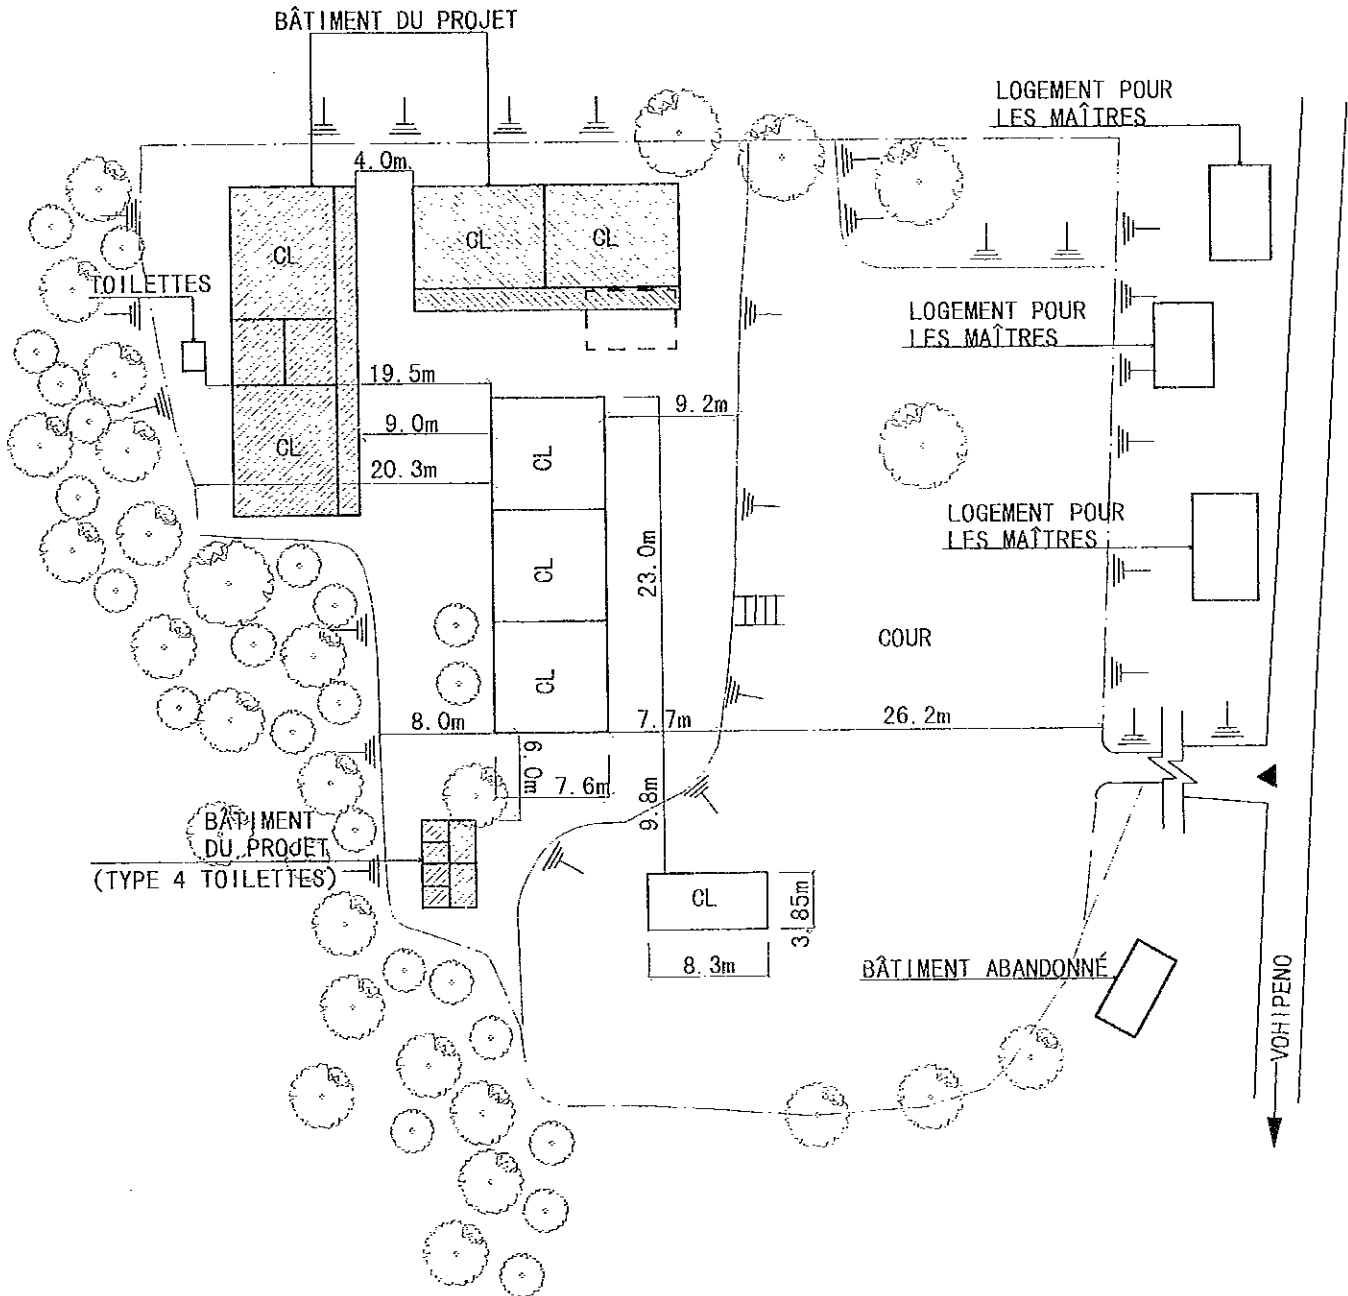 BÂTIMENT DU PROJET
LOGEMENT POUR
LES MAÎTRES
4.0m
CL
CL
CL
TOILETTES
LOGEMENT POUR
LES MAÎTRES
19.5m
9.2m
9.0m
CL
CL
20.3m
LOGEMENT POUR
LES MAÎTRES
23.0m
CL
COUR
CL
8.0m
7.7m
26.2m
6.0m
7.6m
9.8m
BÂTIMENT
DU PROJET
(TYPE 4 TOILETTES)
CL
3.85m
8.3m
BÂTIMENT ABANDONNÉ
VOHIPENO